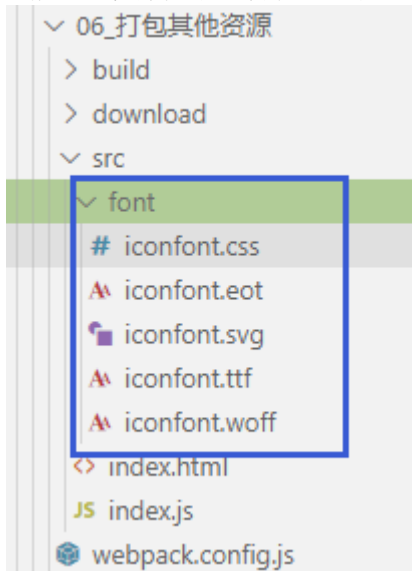 06_打包其他资源
build
download
src
font
# iconfont.css
iconfont.eot
iconfont.svg
iconfont.ttf
iconfont.woff
<> index.html
JS index.js
webpack.config.js